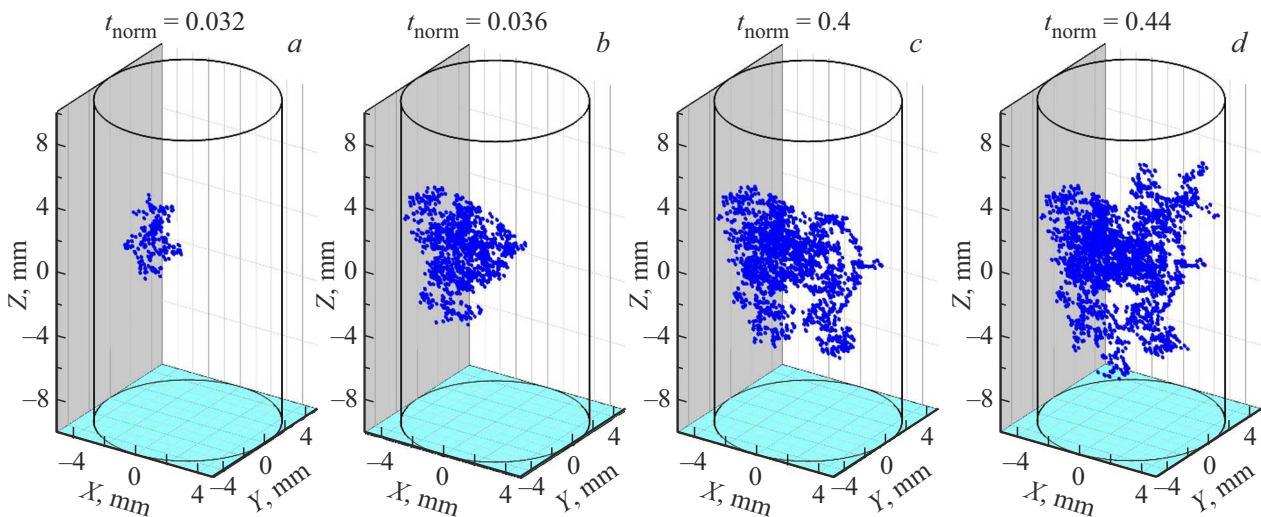 t_norm = 0.032
a
8
4
0
–4
–8
Z, mm
–4
0
4
X, mm
–4
0
4
Y, mm
t_norm = 0.036
b
8
4
0
–4
–8
Z, mm
–4
0
4
X, mm
–4
0
4
Y, mm
t_norm = 0.4
c
8
4
0
–4
–8
Z, mm
–4
0
4
X, mm
–4
0
4
Y, mm
t_norm = 0.44
d
8
4
0
–4
–8
Z, mm
–4
0
4
X, mm
–4
0
4
Y, mm